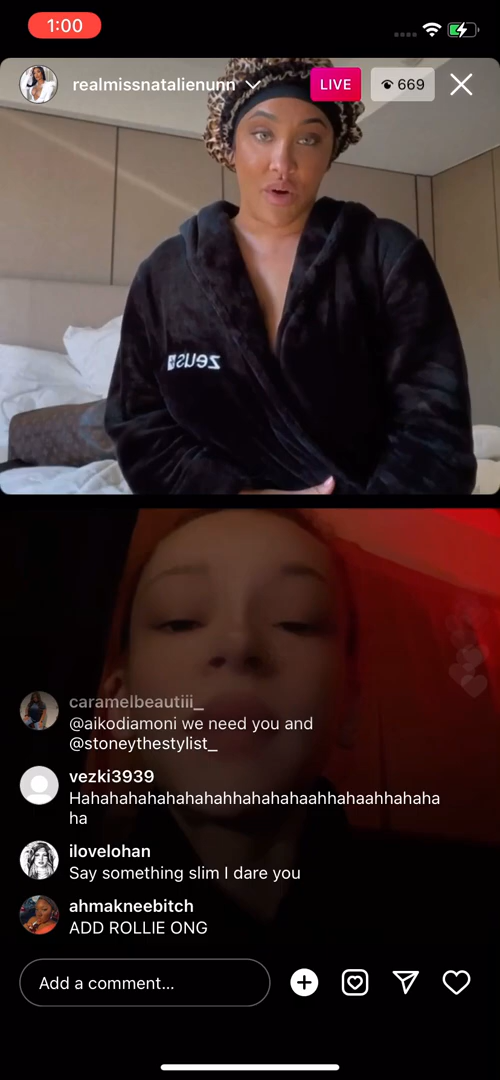 1:00
realmissnatalienunn
LIVE
669
zeus
caramelbeautiii_
@aikodiamoni we need you and
@stoneythestylist_
vezki3939
Hahahahahahahahahhahahahaahhahaahhahaha
ha
ilovelohan
Say something slim I dare you
ahmakneebitch
ADD ROLLIE ONG
Add a comment...